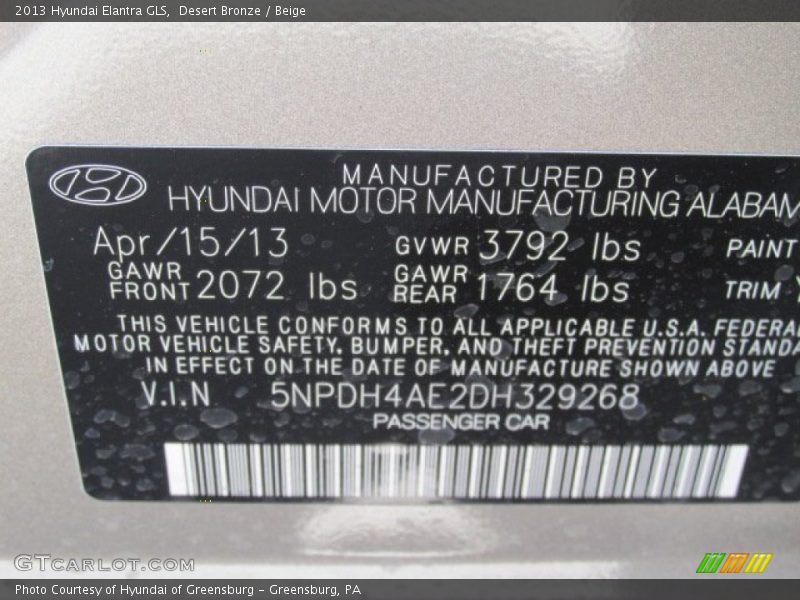 2013 Hyundai Elantra GLS, Desert Bronze / Beige
MANUFACTURED BY
HYUNDAI MOTOR MANUFACTURING ALABAM
Apr/15/13 GVWR 3792 lbs PAINT
GAWR FRONT 2072 lbs GAWR REAR 1764 lbs TRIM
THIS VEHICLE CONFORMS TO ALL APPLICABLE U.S.A. FEDERAL
MOTOR VEHICLE SAFETY, BUMPER, AND THEFT PREVENTION STANDA
IN EFFECT ON THE DATE OF MANUFACTURE SHOWN ABOVE
V.I.N 5NPDH4AE2DH329268
PASSENGER CAR
GTCARLOT.COM
Photo Courtesy of Hyundai of Greensburg - Greensburg, PA